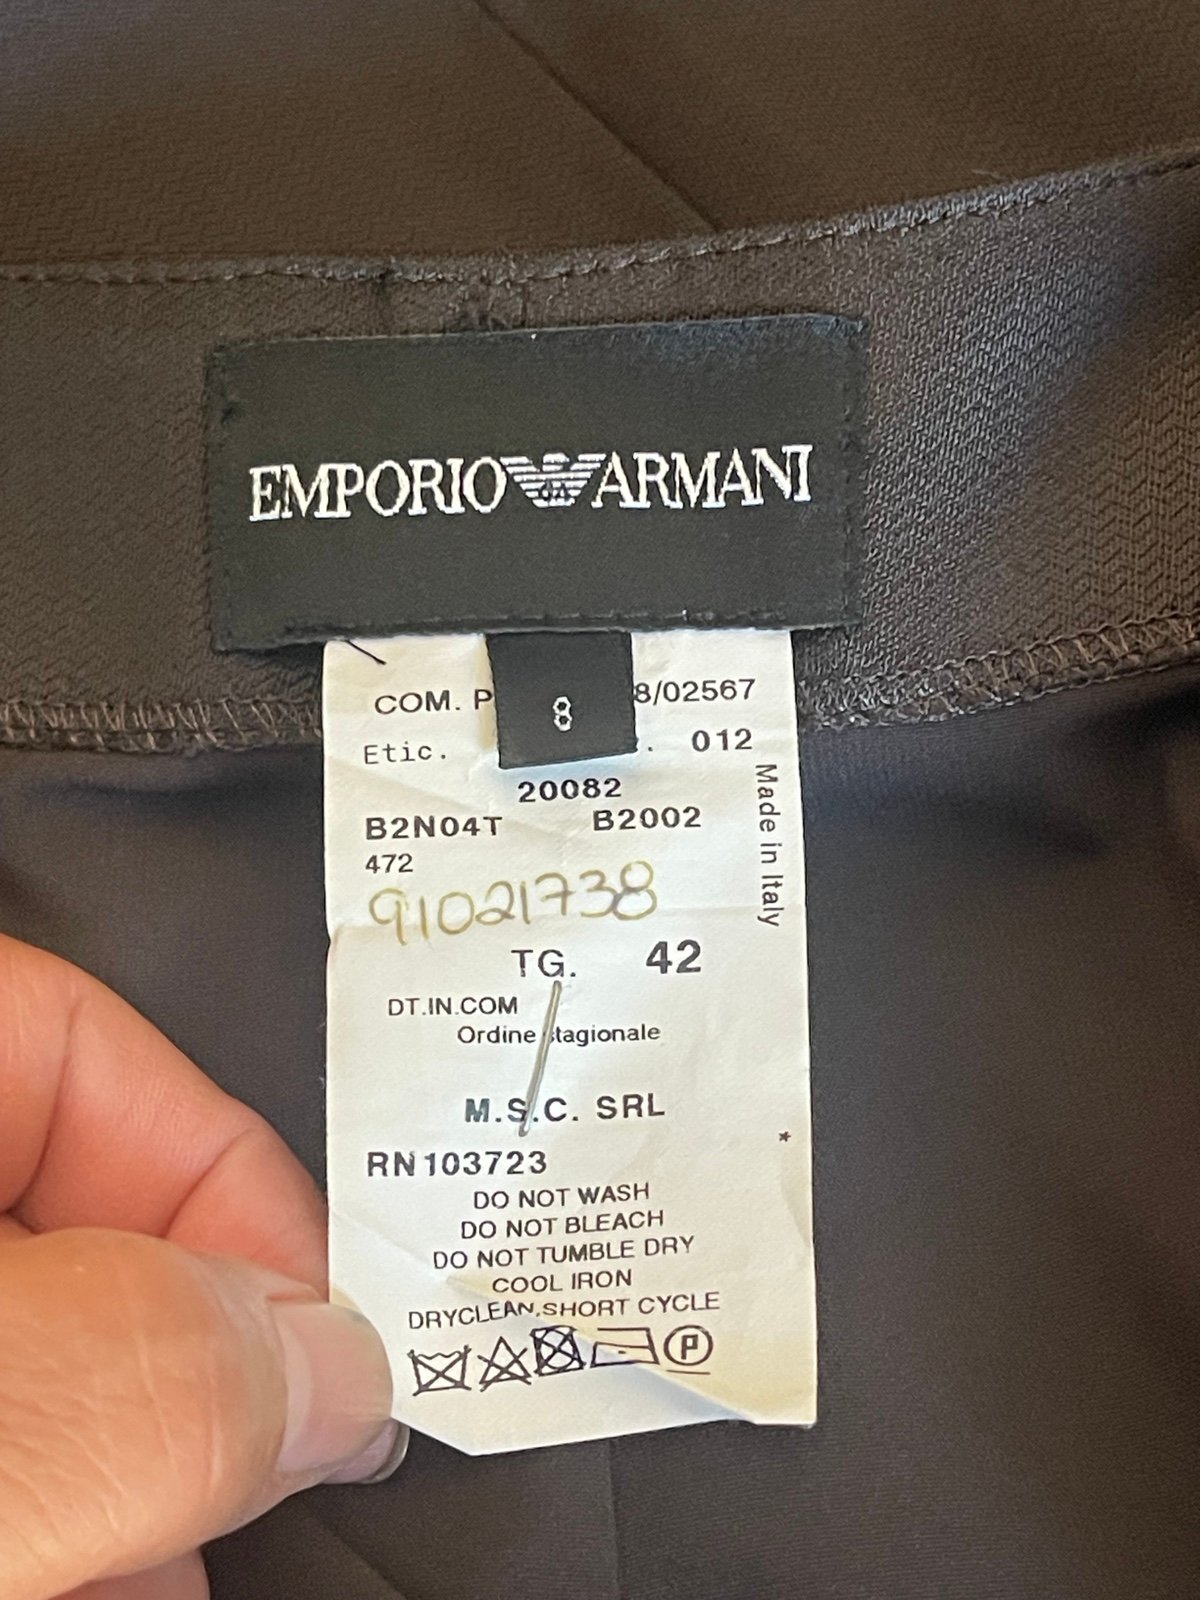 EMPORIO ARMANI
8
COM. P 8/02567
Etic. . 012
20082
B2N04T B2002
472
Made in Italy
91021738
TG. 42
DT.IN.COM
Ordine stagionale
M.S.C. SRL
*
RN 103723
DO NOT WASH
DO NOT BLEACH
DO NOT TUMBLE DRY
COOL IRON
DRYCLEAN,SHORT CYCLE
P